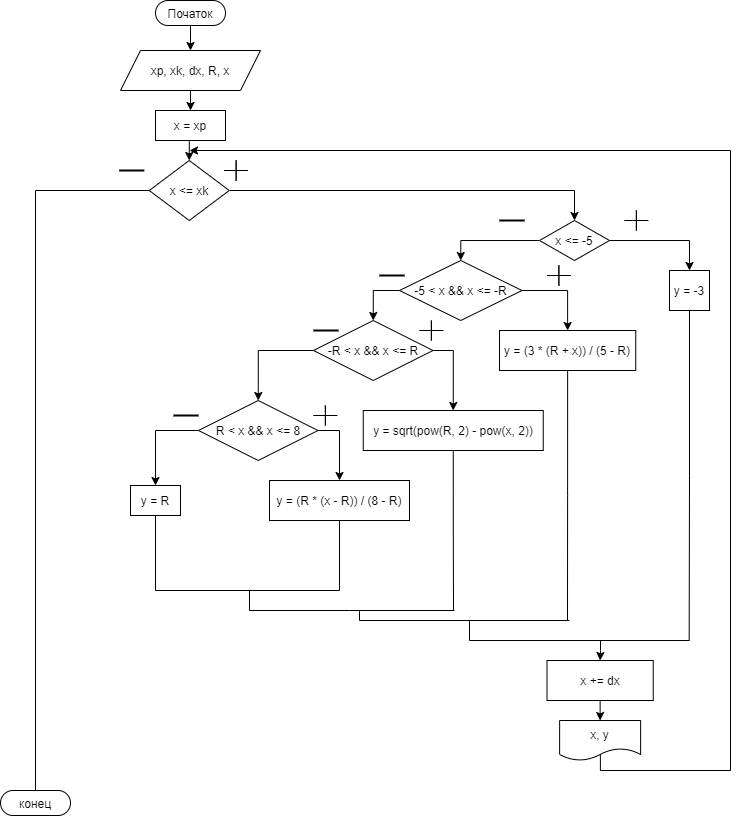 Початок
xp, xk, dx, R, x
x = xp
x <= xk
x <= -5
-5 < x && x <= -R
y = -3
-R < x && x <= R
y = (3 * (R + x)) / (5 - R)
R < x && x <= 8
y = sqrt(pow(R, 2) - pow(x, 2))
y = R
y = (R * (x - R)) / (8 - R)
x += dx
x, y
конец